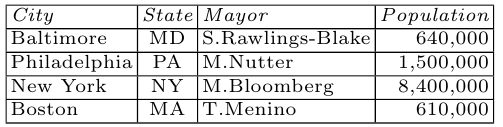 City State Mayor Population
Baltimore MD S.Rawlings-Blake 640,000
Philadelphia PA M.Nutter 1,500,000
New York NY M.Bloomberg 8,400,000
Boston MA T.Menino 610,000